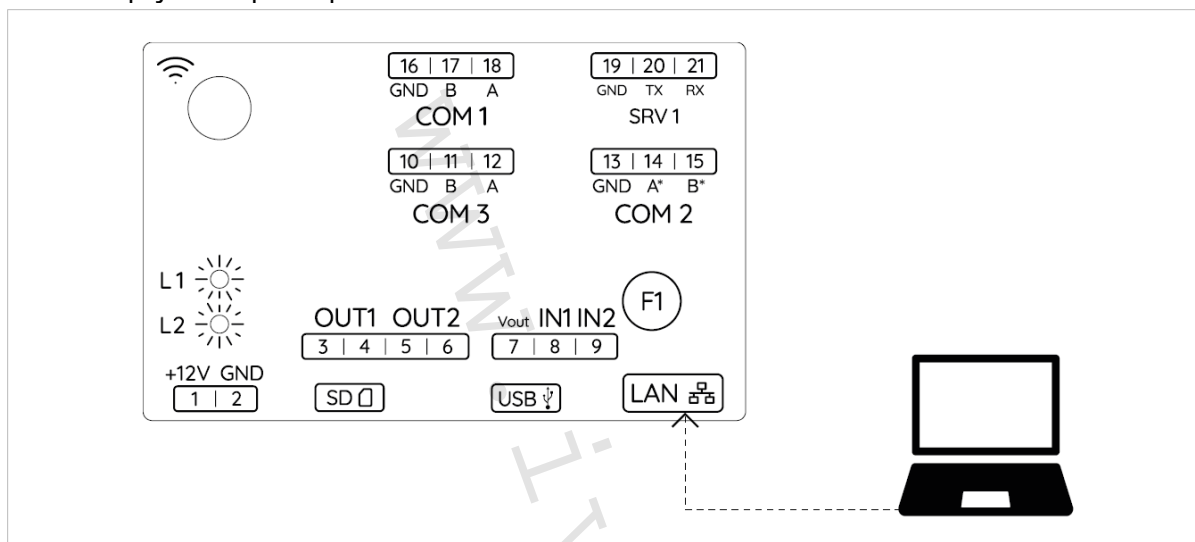 16 | 17 | 18
GND B A
COM 1
19 | 20 | 21
GND TX RX
SRV 1
10 | 11 | 12
GND B A
COM 3
13 | 14 | 15
GND A* B*
COM 2
L1
L2
F1
OUT1 OUT2
3 | 4 | 5 | 6
Vout IN1 IN2
7 | 8 | 9
+12V GND
1 | 2
SD
USB
LAN
www.i